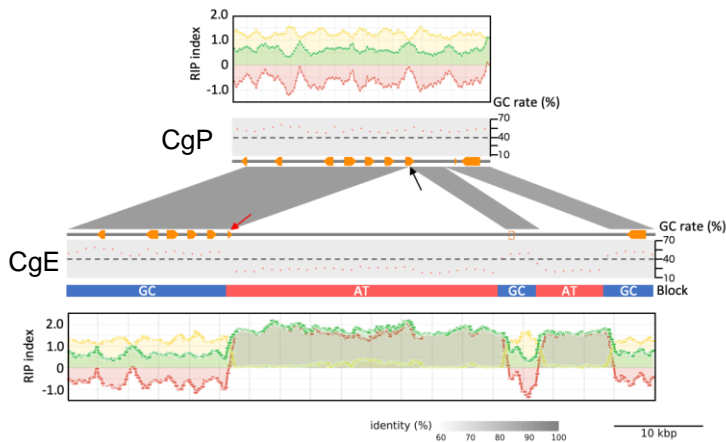 2.0
1.0
0
-1.0
RIP index
GC rate (%)
70
40
10
CgP
GC rate (%)
70
40
10
CgE
GC AT GC AT GC Block
2.0
1.0
0
-1.0
RIP index
identity (%)
60 70 80 90 100
10 kbp